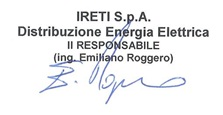 IRETI S.p.A.
Distribuzione Energia Elettrica
Il RESPONSABILE
(ing. Emiliano Roggero)